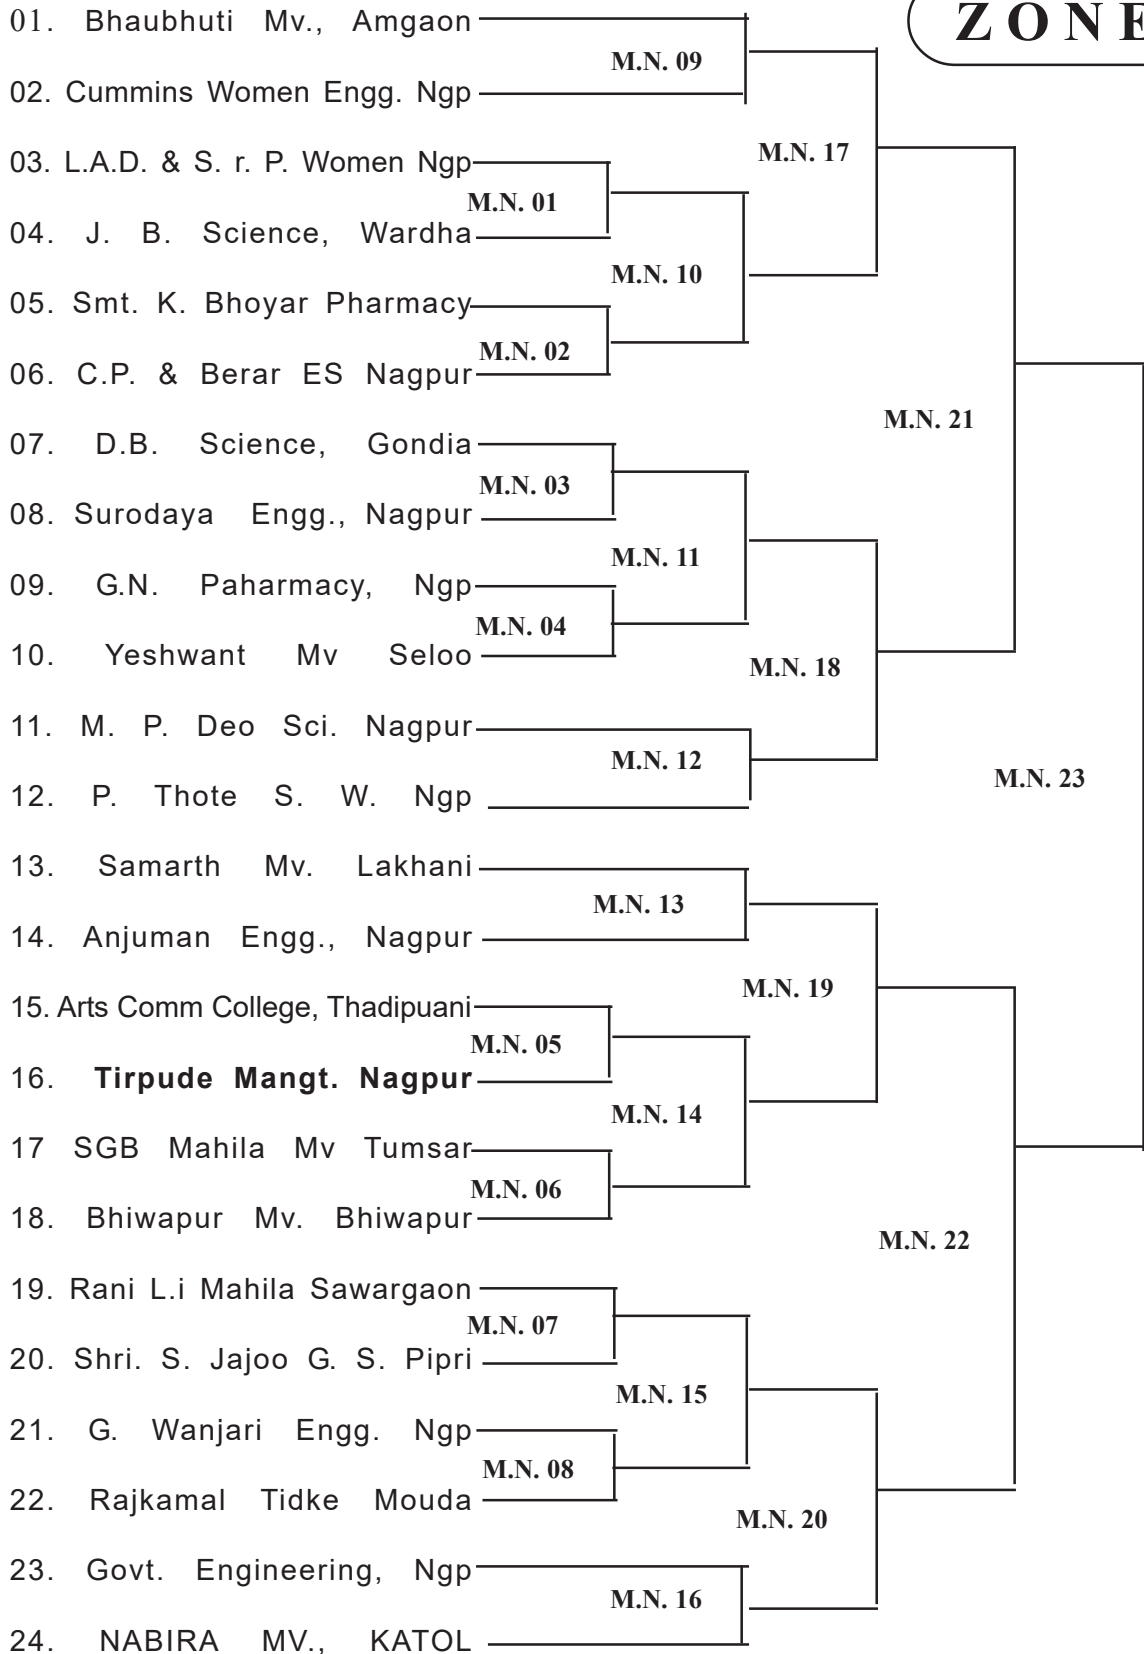 01. Bhaubhuti Mv., Amgaon
ZONE
M.N. 09
02. Cummins Women Engg. Ngp
M.N. 17
03. L.A.D. & S. r. P. Women Ngp
M.N. 01
04. J. B. Science, Wardha
M.N. 10
05. Smt. K. Bhoyar Pharmacy
M.N. 02
06. C.P. & Berar ES Nagpur
M.N. 21
07. D.B. Science, Gondia
M.N. 03
08. Surodaya Engg., Nagpur
M.N. 11
09. G.N. Paharmacy, Ngp
M.N. 04
10. Yeshwant Mv Seloo
M.N. 18
11. M. P. Deo Sci. Nagpur
M.N. 12
M.N. 23
12. P. Thote S. W. Ngp
13. Samarth Mv. Lakhani
M.N. 13
14. Anjuman Engg., Nagpur
M.N. 19
15. Arts Comm College, Thadipuani
M.N. 05
16. Tirpude Mangt. Nagpur
M.N. 14
17 SGB Mahila Mv Tumsar
M.N. 06
18. Bhiwapur Mv. Bhiwapur
M.N. 22
19. Rani L.i Mahila Sawargaon
M.N. 07
20. Shri. S. Jajoo G. S. Pipri
M.N. 15
21. G. Wanjari Engg. Ngp
M.N. 08
22. Rajkamal Tidke Mouda
M.N. 20
23. Govt. Engineering, Ngp
M.N. 16
24. NABIRA MV., KATOL